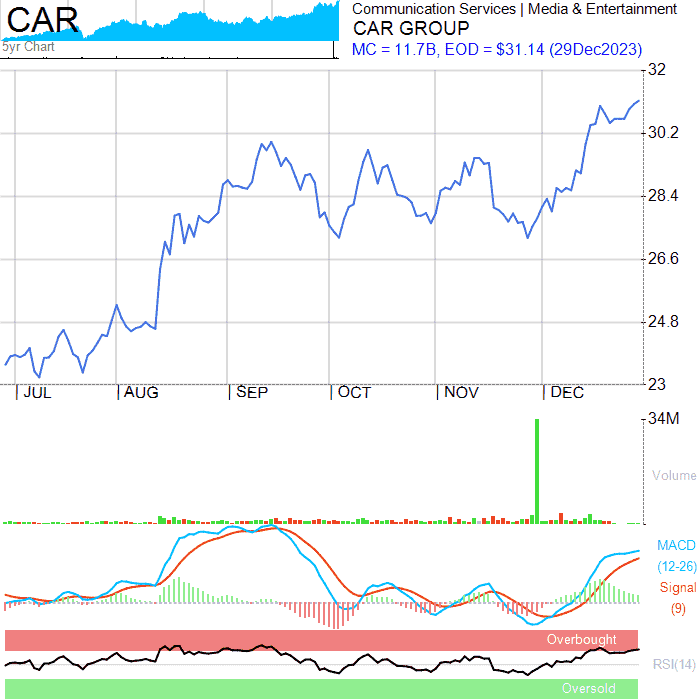 CAR
5yr Chart
Communication Services | Media & Entertainment
CAR GROUP
MC = 11.7B, EOD = $31.14 (29Dec2023)
32
30.2
28.4
26.6
24.8
23
JUL AUG SEP OCT NOV DEC
34M
Volume
MACD
(12-26)
Signal
(9)
Overbought
RSI(14)
Oversold